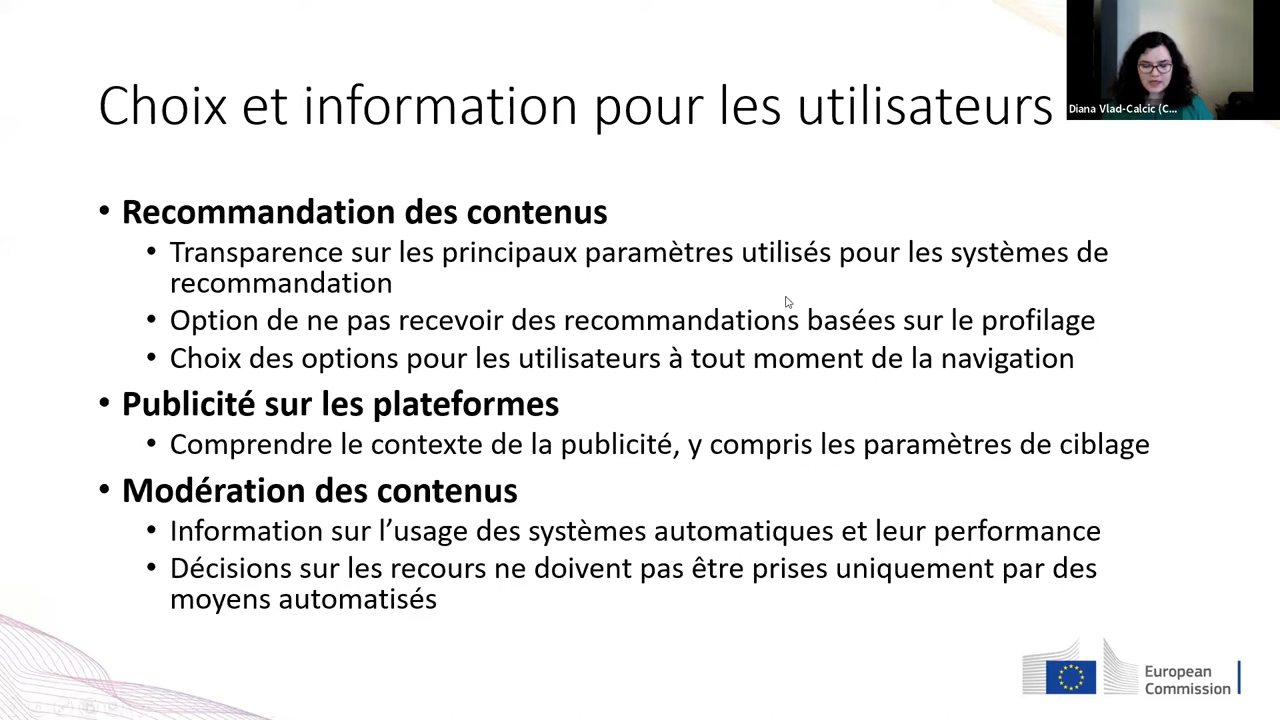 Choix et information pour les utilisateurs
Diana Vlad-Calcic (C...
• Recommandation des contenus
• Transparence sur les principaux paramètres utilisés pour les systèmes de
recommandation
• Option de ne pas recevoir des recommandations basées sur le profilage
• Choix des options pour les utilisateurs à tout moment de la navigation
• Publicité sur les plateformes
• Comprendre le contexte de la publicité, y compris les paramètres de ciblage
• Modération des contenus
• Information sur l’usage des systèmes automatiques et leur performance
• Décisions sur les recours ne doivent pas être prises uniquement par des
moyens automatisés
European
Commission